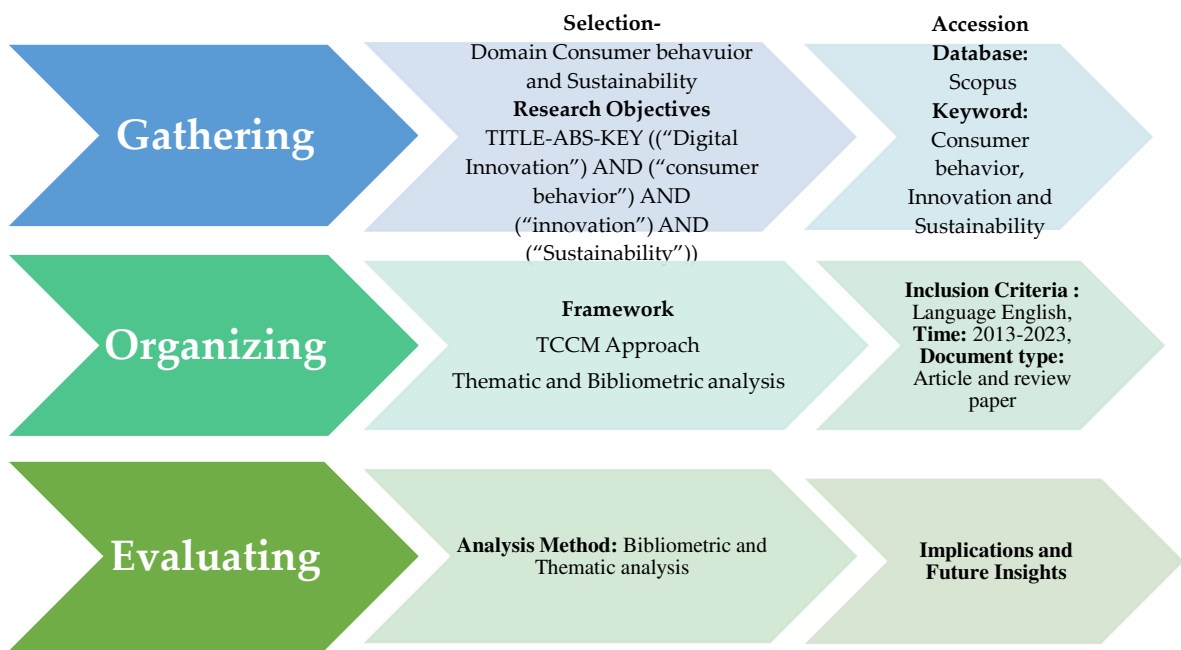 Gathering
Selection-
Domain Consumer behavuior
and Sustainability
Research Objectives
TITLE-ABS-KEY ((“Digital
Innovation”) AND (“consumer
behavior”) AND
(“innovation”) AND
(“Sustainability”))
Accession
Database:
Scopus
Keyword:
Consumer
behavior,
Innovation and
Sustainability
Organizing
Framework
TCCM Approach
Thematic and Bibliometric analysis
Inclusion Criteria :
Language English,
Time: 2013-2023,
Document type:
Article and review
paper
Evaluating
Analysis Method: Bibliometric and
Thematic analysis
Implications and
Future Insights